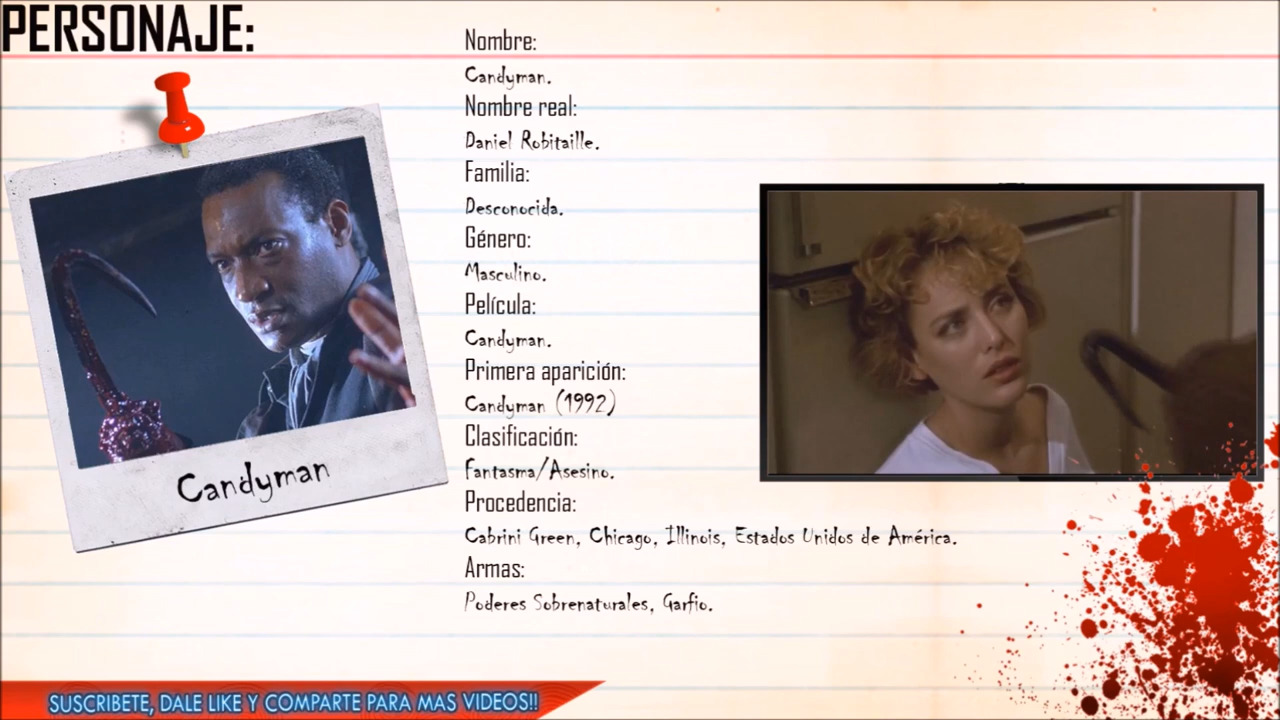 PERSONAJE:
Candyman
Nombre:
Candyman.
Nombre real:
Daniel Robitaille.
Familia:
Desconocida.
Género:
Masculino.
Película:
Candyman.
Primera aparición:
Candyman (1992)
Clasificación:
Fantasma/Asesino.
Procedencia:
Cabrini Green, Chicago, Illinois, Estados Unidos de América.
Armas:
Poderes Sobrenaturales, Garfio.
SUSCRIBETE, DALE LIKE Y COMPARTE PARA MAS VIDEOS!!